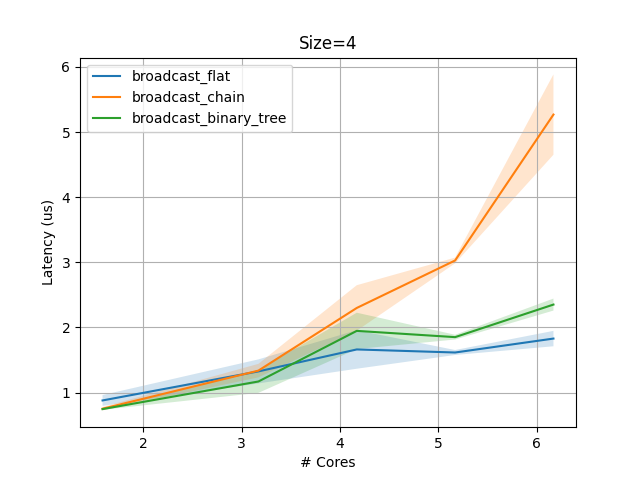 Size=4
broadcast_flat
broadcast_chain
broadcast_binary_tree
6
5
4
3
2
1
Latency (us)
2 3 4 5 6
# Cores